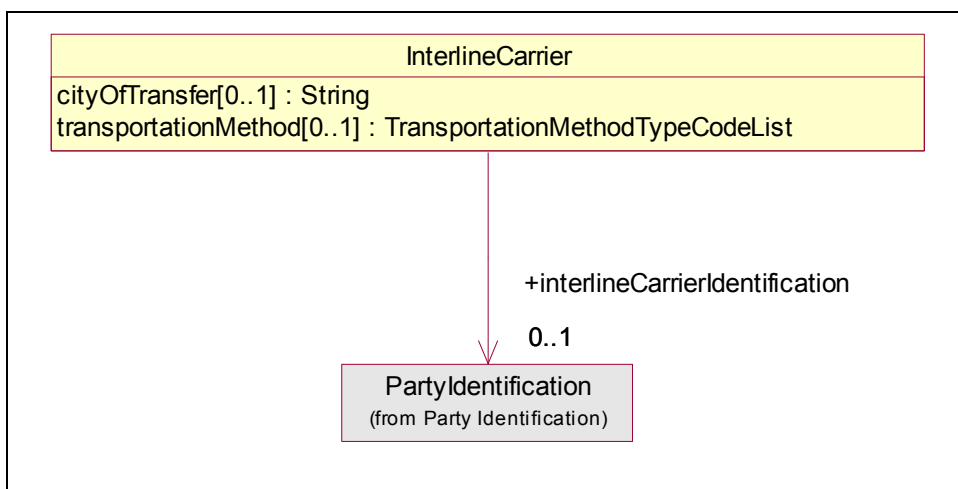 InterlineCarrier
cityOfTransfer[0..1] : String
transportationMethod[0..1] : TransportationMethodTypeCodeList
+interlineCarrierIdentification
0..1
PartyIdentification
(from Party Identification)